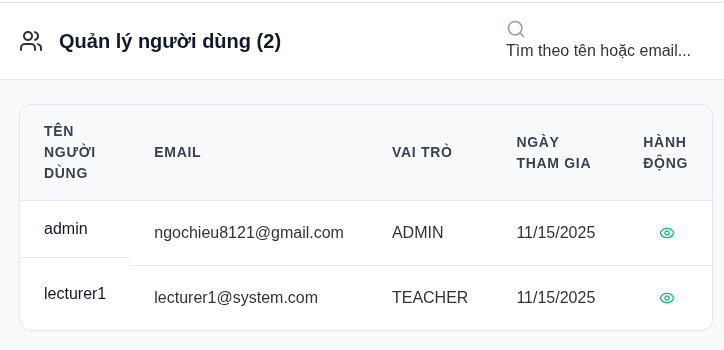 Quản lý người dùng (2)
Tìm theo tên hoặc email...
TÊN
NGƯỜI
DÙNG
EMAIL
VAI TRÒ
NGÀY
THAM GIA
HÀNH
ĐỘNG
admin
ngochieu8121@gmail.com
ADMIN
11/15/2025
lecturer1
lecturer1@system.com
TEACHER
11/15/2025